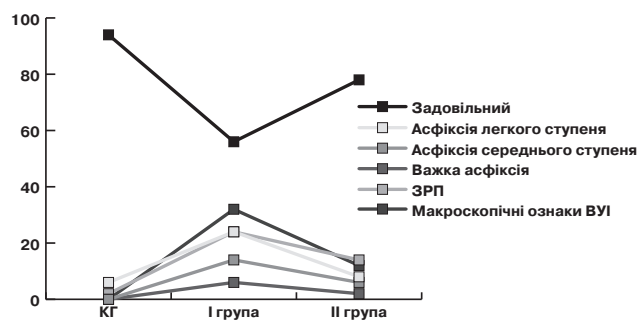 100
80
60
40
20
0
КГ
І група
ІІ група
Задовільний
Асфіксія легкого ступеня
Асфіксія середнього ступеня
Важка асфіксія
ЗРП
Макроскопічні ознаки ВУІ